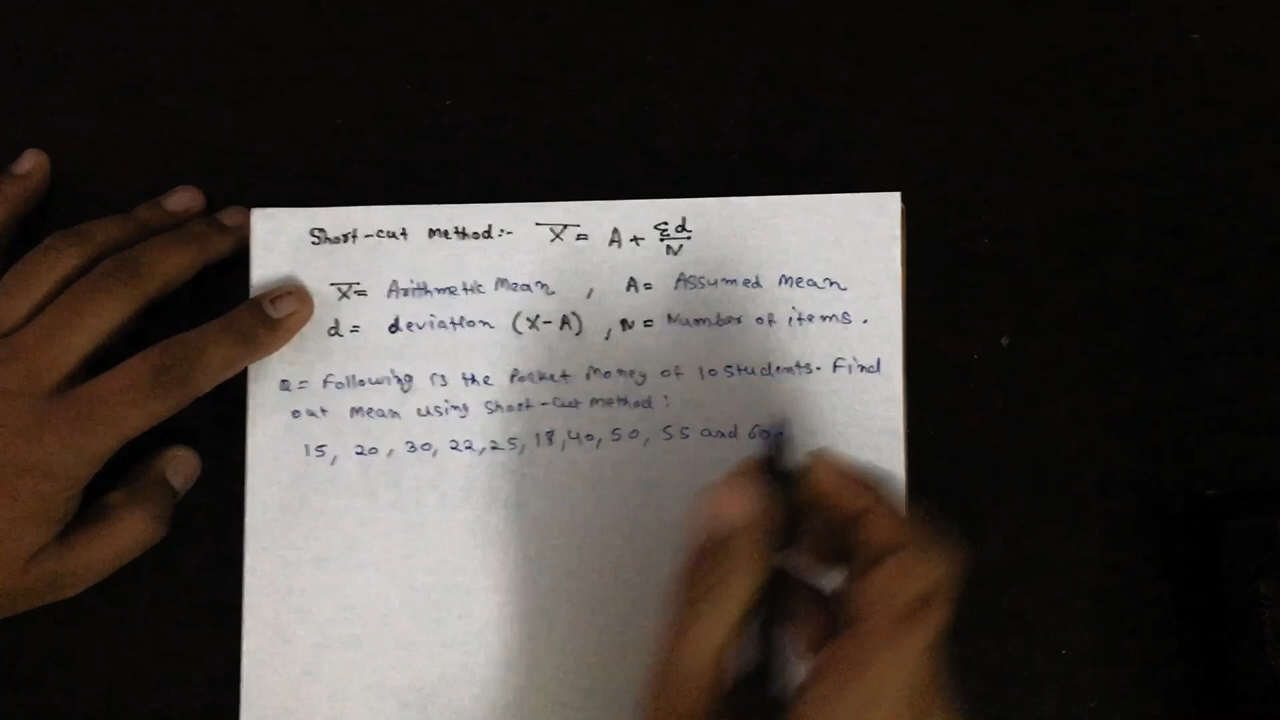 Short-cut method:- X̅ = A + Σd/N
X̅ = Arithmetic Mean , A = Assumed mean
d = deviation (X-A) , N = Number of items.
Q = Following is the Pocket Money of 10 Students. Find
out mean using Short-Cut method :
15, 20, 30, 22, 25, 18, 40, 50, 55 and 60